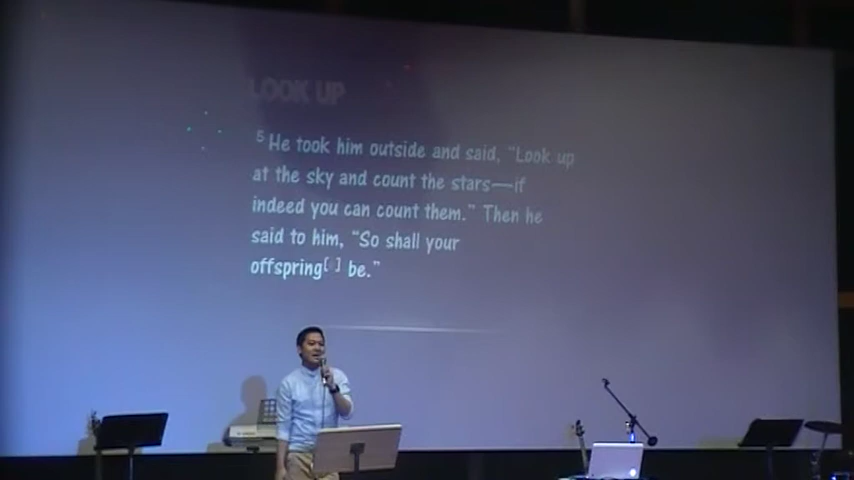 LOOK UP
5 He took him outside and said, “Look up
at the sky and count the stars—if
indeed you can count them.” Then he
said to him, “So shall your
offspring[ ] be.”